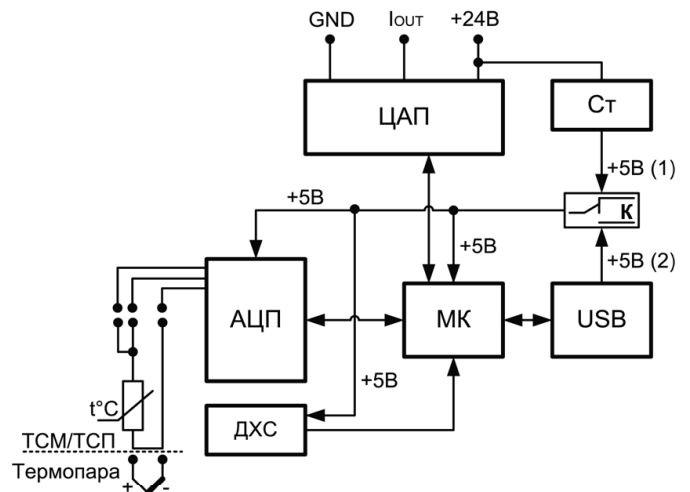 GND IOUT +24В
ЦАП
Ст
+5В (1)
+5В
К
+5В
+5В (2)
АЦП
МК
USB
+5В
t°C
ДХС
ТСМ/ТСП
Термопара
+ -